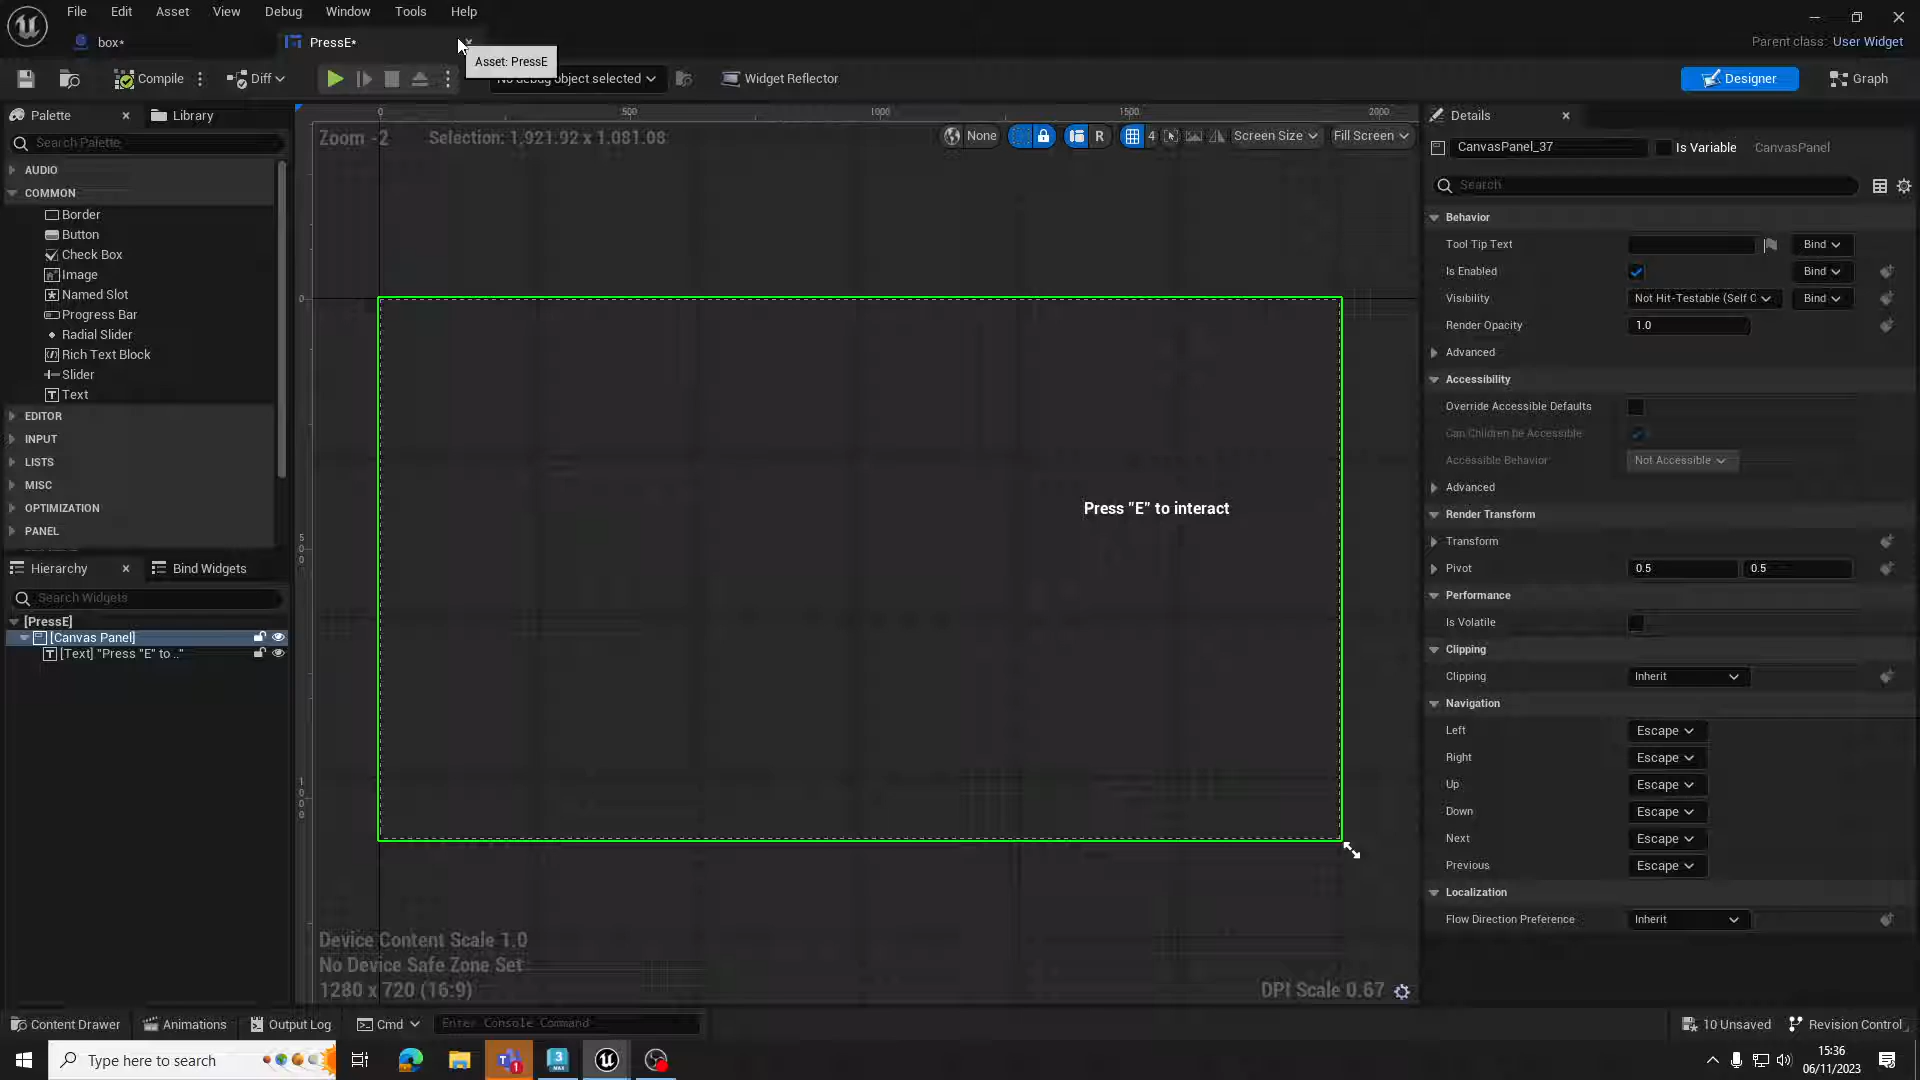 File Edit Asset View Debug Window Tools Help
box* PressE*
Asset: PressE
Parent class: User Widget
Compile Diff No debug object selected Widget Reflector Designer Graph
Palette Library
Search Palette
AUDIO
COMMON
Border
Button
Check Box
Image
Named Slot
Progress Bar
Radial Slider
Rich Text Block
Slider
Text
EDITOR
INPUT
LISTS
MISC
OPTIMIZATION
PANEL
Hierarchy Bind Widgets
Search Widgets
[PressE]
[Canvas Panel]
[Text] "Press "E" to .."
0 500 1000 1500 2000
Zoom -2 Selection: 1,921.92 x 1,081.08
None R 4 Screen Size Fill Screen
0
500
1000
Press "E" to interact
Device Content Scale 1.0
No Device Safe Zone Set
1280 x 720 (16:9)
DPI Scale 0.67
Details
CanvasPanel_37 Is Variable CanvasPanel
Search
Behavior
Tool Tip Text Bind
Is Enabled Bind
Visibility Not Hit-Testable (Self C Bind
Render Opacity 1.0
Advanced
Accessibility
Override Accessible Defaults
Can Children be Accessible
Accessible Behavior Not Accessible
Advanced
Render Transform
Transform
Pivot 0.5 0.5
Performance
Is Volatile
Clipping
Clipping Inherit
Navigation
Left Escape
Right Escape
Up Escape
Down Escape
Next Escape
Previous Escape
Localization
Flow Direction Preference Inherit
Content Drawer Animations Output Log Cmd Enter Console Command 10 Unsaved Revision Control
Type here to search
15:36
06/11/2023